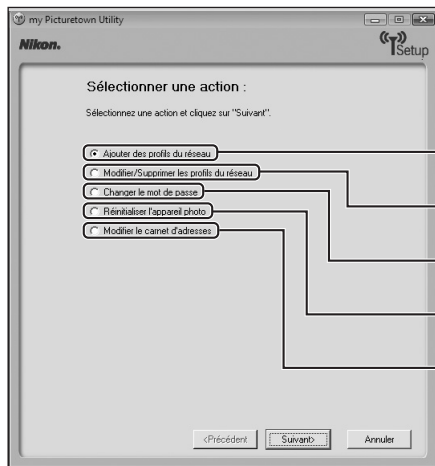 my Picturetown Utility
Nikon.
Setup
Sélectionner une action :
Sélectionnez une action et cliquez sur "Suivant".
Ajouter des profils du réseau
Modifier/Supprimer les profils du réseau
Changer le mot de passe
Réinitialiser l'appareil photo
Modifier le carnet d'adresses
<Précédent
Suivant>
Annuler